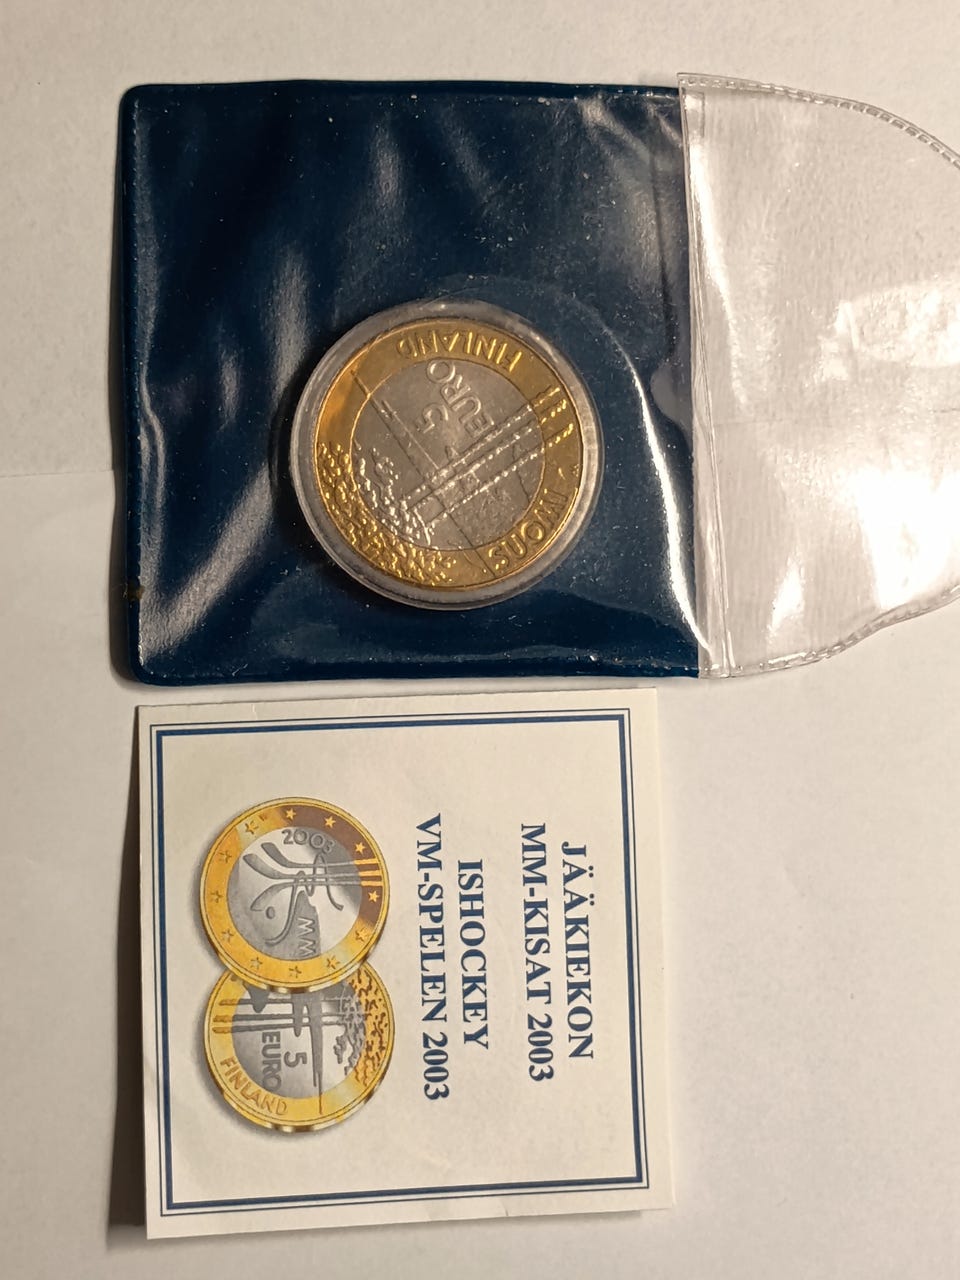 SUOMI
FINLAND
5
EURO
JÄÄKIEKON
MM-KISAT 2003
ISHOCKEY
VM-SPELEN 2003
2003
MM
5
EURO
FINLAND